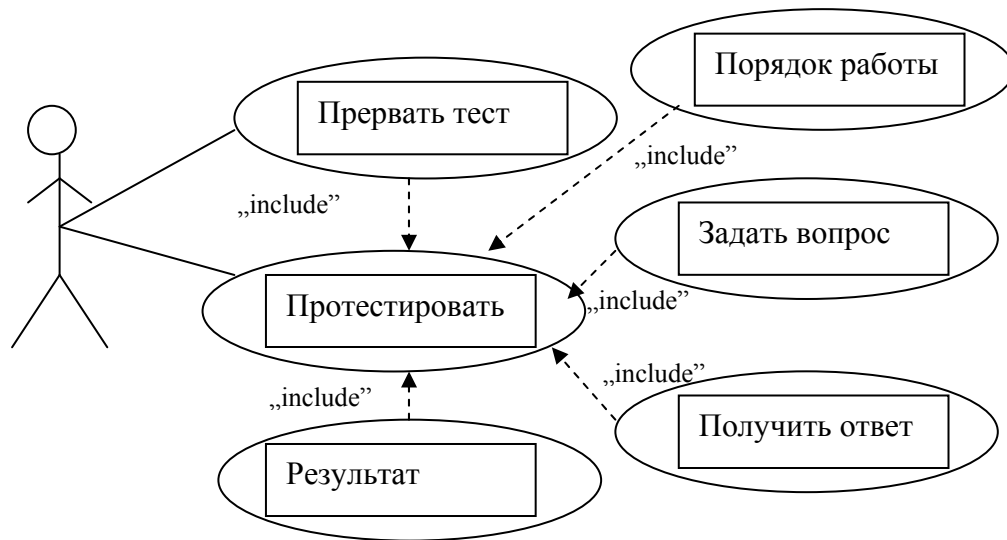 Порядок работы
Прервать тест
„include”
„include”
Задать вопрос
Протестировать
„include”
„include”
„include”
Получить ответ
Результат